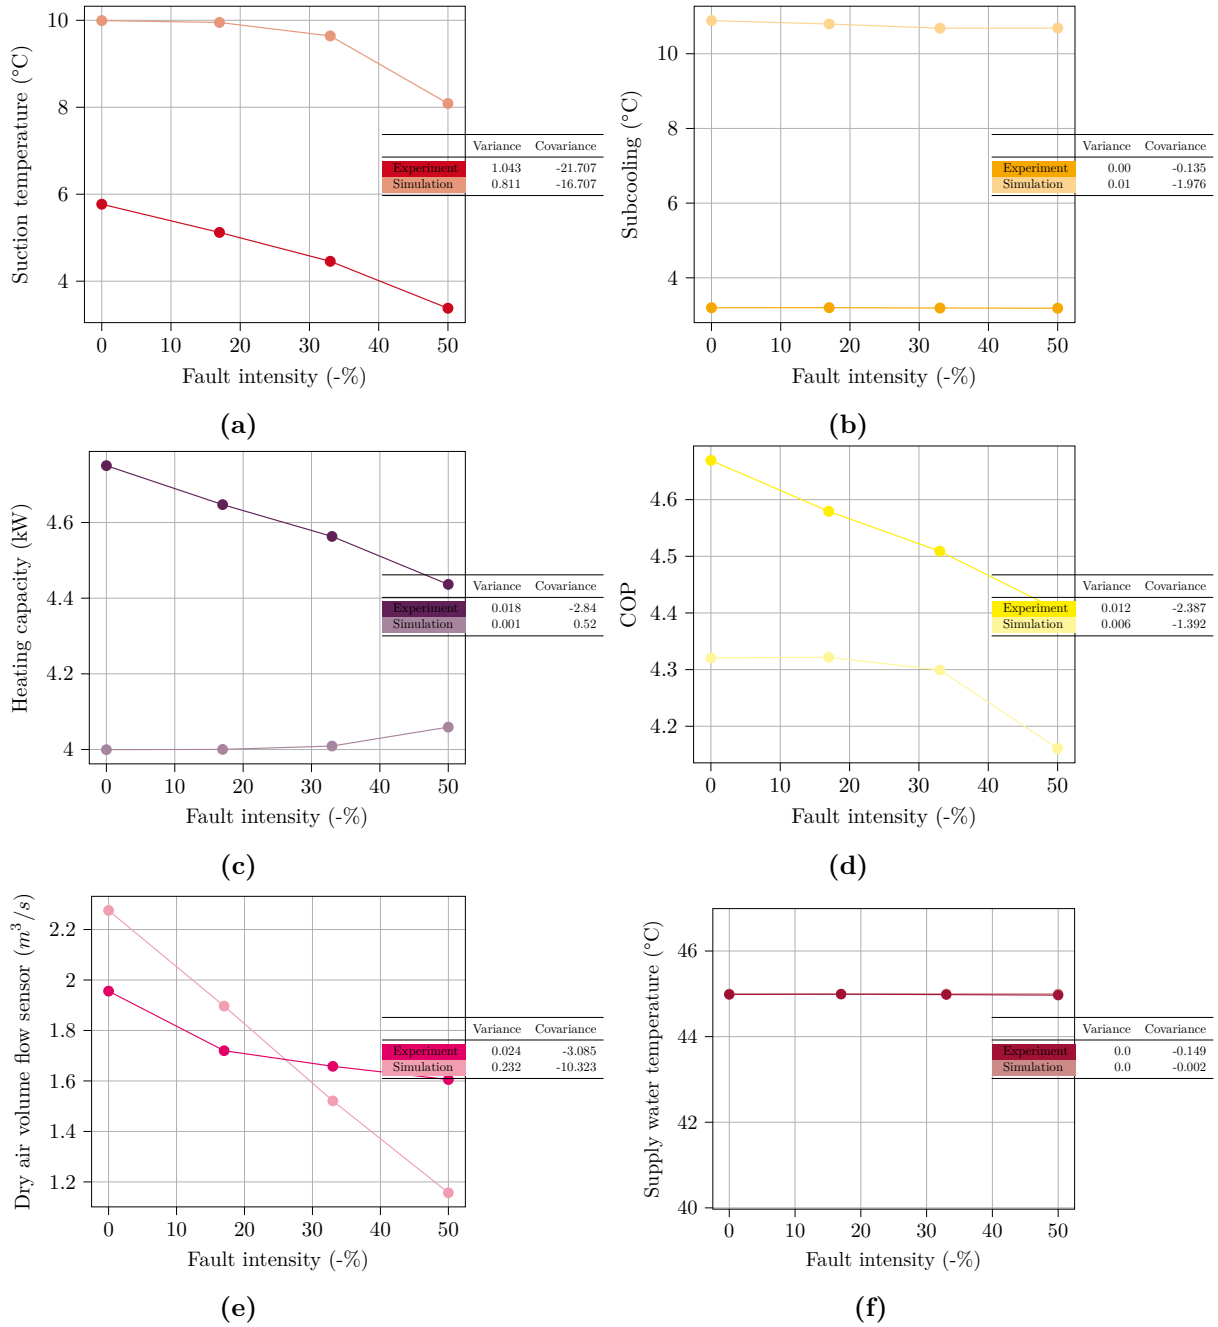 10
8
6
4
Suction temperature (°C)
Variance Covariance
Experiment 1.043 -21.707
Simulation 0.811 -16.707
0 10 20 30 40 50
Fault intensity (-%)
(a)
10
8
6
4
Subcooling (°C)
Variance Covariance
Experiment 0.00 -0.135
Simulation 0.01 -1.976
0 10 20 30 40 50
Fault intensity (-%)
(b)
4.6
4.4
4.2
4
Heating capacity (kW)
Variance Covariance
Experiment 0.018 -2.84
Simulation 0.001 0.52
0 10 20 30 40 50
Fault intensity (-%)
(c)
4.6
4.5
4.4
4.3
4.2
COP
Variance Covariance
Experiment 0.012 -2.387
Simulation 0.006 -1.392
0 10 20 30 40 50
Fault intensity (-%)
(d)
2.2
2
1.8
1.6
1.4
1.2
Dry air volume flow sensor (m³/s)
Variance Covariance
Experiment 0.024 -3.085
Simulation 0.232 -10.323
0 10 20 30 40 50
Fault intensity (-%)
(e)
46
44
42
40
Supply water temperature (°C)
Variance Covariance
Experiment 0.0 -0.149
Simulation 0.0 -0.002
0 10 20 30 40 50
Fault intensity (-%)
(f)